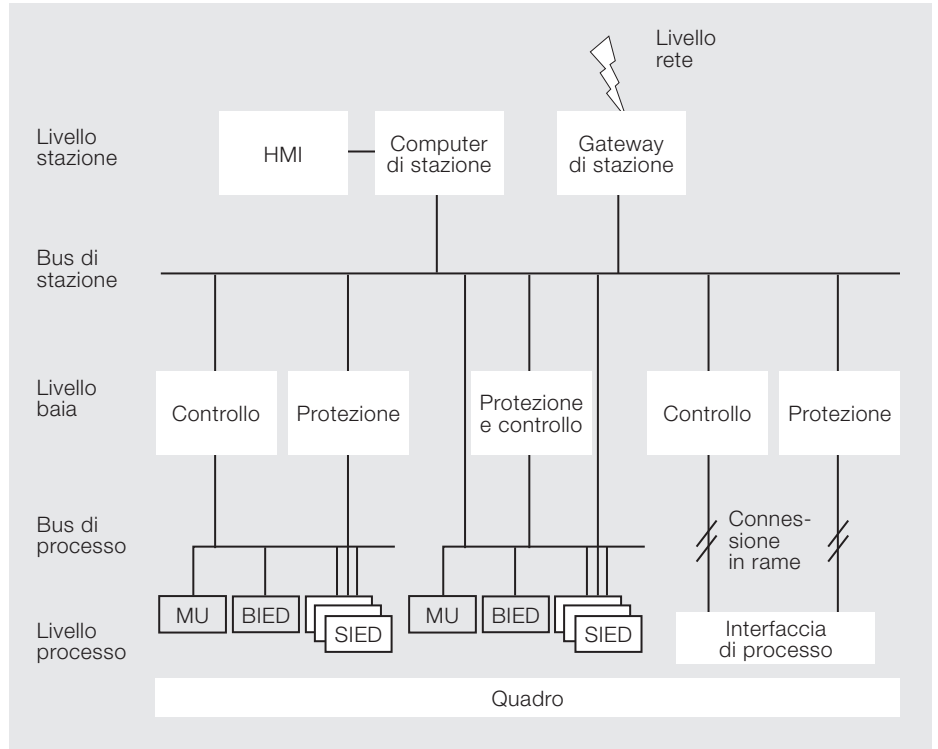 Livello
rete
Livello
stazione
HMI
Computer
di stazione
Gateway
di stazione
Bus di
stazione
Livello
baia
Controllo
Protezione
Protezione
e controllo
Controllo
Protezione
Bus di
processo
Connes-
sione
in rame
Livello
processo
MU
BIED
SIED
MU
BIED
SIED
Interfaccia
di processo
Quadro